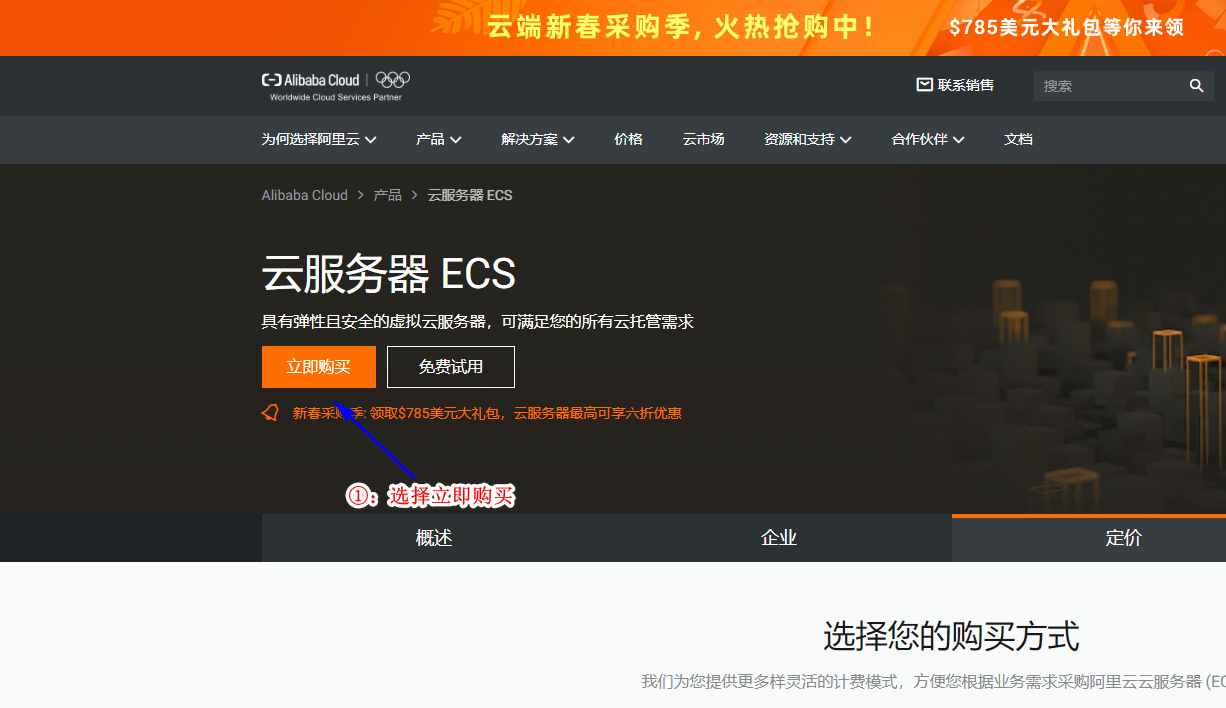 云端新春采购季，火热抢购中！
$785美元大礼包等你来领
Alibaba Cloud
Worldwide Cloud Services Partner
联系销售
搜索
为何选择阿里云
产品
解决方案
价格
云市场
资源和支持
合作伙伴
文档
Alibaba Cloud > 产品 > 云服务器 ECS
云服务器 ECS
具有弹性且安全的虚拟云服务器，可满足您的所有云托管需求
立即购买
免费试用
新春采购季: 领取$785美元大礼包，云服务器最高可享六折优惠
①：选择立即购买
概述
企业
定价
选择您的购买方式
我们为您提供更多样灵活的计费模式，方便您根据业务需求采购阿里云云服务器 (EC